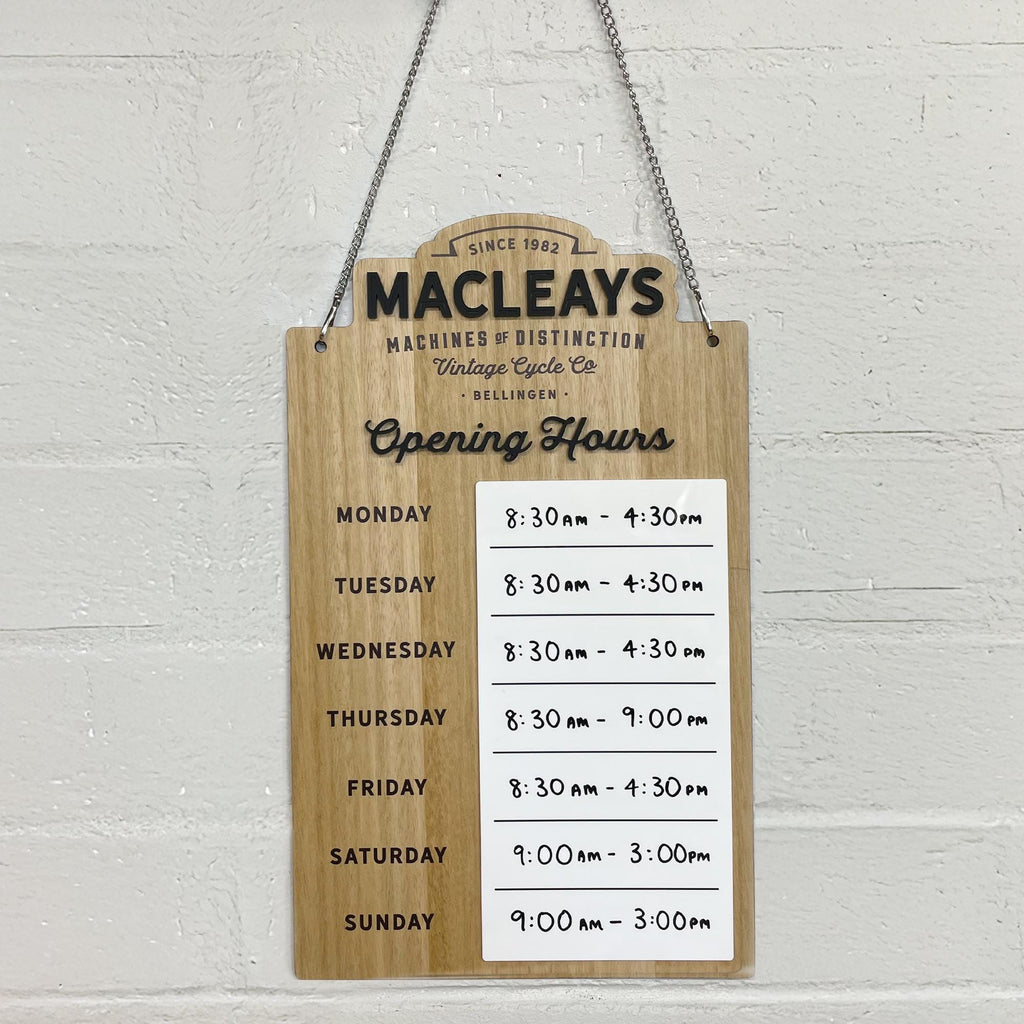 SINCE 1982
MACLEAYS
MACHINES OF DISTINCTION
Vintage Cycle Co
· BELLINGEN ·
Opening Hours
MONDAY 8:30AM - 4:30PM
TUESDAY 8:30AM - 4:30PM
WEDNESDAY 8:30AM - 4:30PM
THURSDAY 8:30AM - 9:00PM
FRIDAY 8:30AM - 4:30PM
SATURDAY 9:00AM - 3:00PM
SUNDAY 9:00AM - 3:00PM